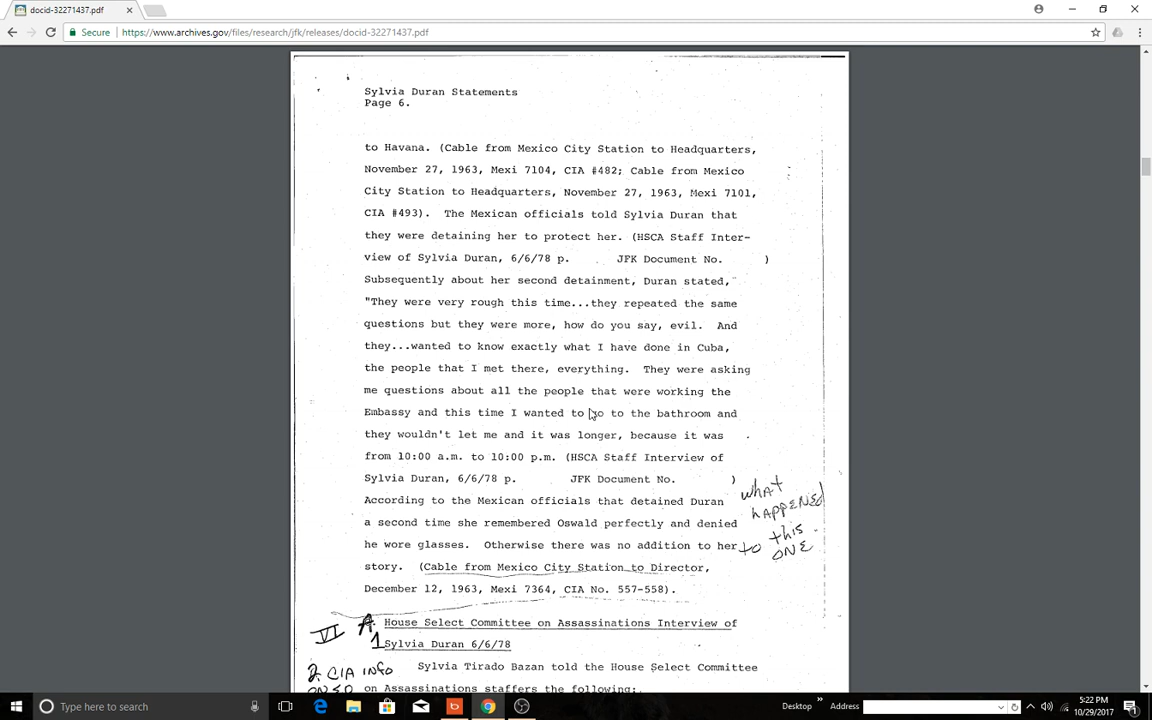 docid-32271437.pdf
Secure
https://www.archives.gov/files/research/jfk/releases/docid-32271437.pdf
Sylvia Duran Statements
Page 6.
to Havana. (Cable from Mexico City Station to Headquarters,
November 27, 1963, Mexi 7104, CIA #482; Cable from Mexico
City Station to Headquarters, November 27, 1963, Mexi 7101,
CIA #493). The Mexican officials told Sylvia Duran that
they were detaining her to protect her. (HSCA Staff Inter-
view of Sylvia Duran, 6/6/78 p. JFK Document No. )
Subsequently about her second detainment, Duran stated,
"They were very rough this time...they repeated the same
questions but they were more, how do you say, evil. And
they...wanted to know exactly what I have done in Cuba,
the people that I met there, everything. They were asking
me questions about all the people that were working the
Embassy and this time I wanted to go to the bathroom and
they wouldn't let me and it was longer, because it was
from 10:00 a.m. to 10:00 p.m. (HSCA Staff Interview of
Sylvia Duran, 6/6/78 p. JFK Document No. )
According to the Mexican officials that detained Duran
a second time she remembered Oswald perfectly and denied
he wore glasses. Otherwise there was no addition to her
story. (Cable from Mexico City Station to Director,
December 12, 1963, Mexi 7364, CIA No. 557-558).
what
happened
to this
one
VI A. House Select Committee on Assassinations Interview of
1 Sylvia Duran 6/6/78
Sylvia Tirado Bazan told the House Select Committee
2. CIA info
on Assassinations staffers the following:
Type here to search
Desktop
Address
5:22 PM
10/29/2017